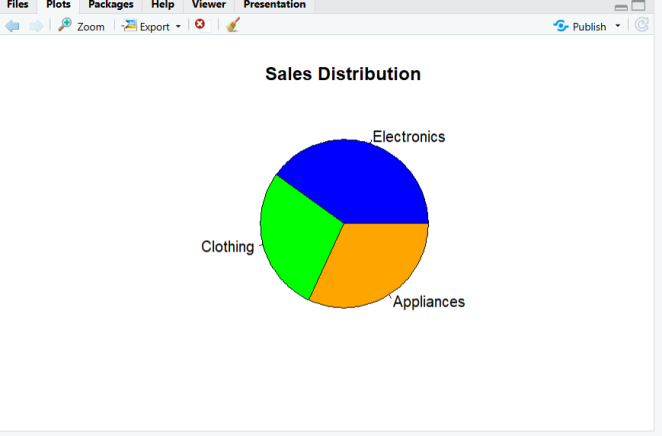 Files Plots Packages Help Viewer Presentation
Zoom Export Publish
Sales Distribution
Electronics
Clothing
Appliances